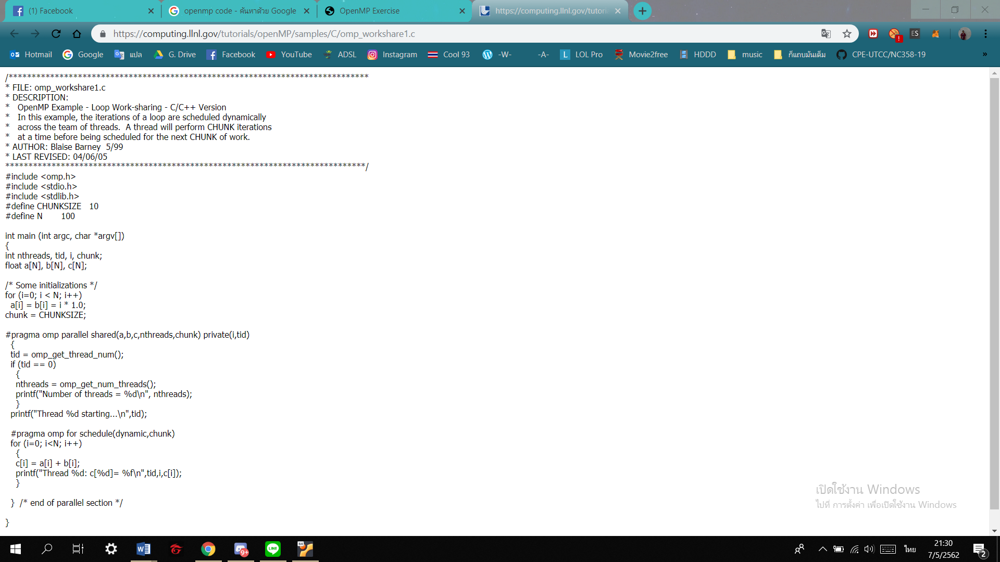 (1) Facebook
openmp code - ค้นหาด้วย Google
OpenMP Exercise
https://computing.llnl.gov/tutori
https://computing.llnl.gov/tutorials/openMP/samples/C/omp_workshare1.c
ES
Hotmail Google แปล G. Drive Facebook YouTube ADSL Instagram Cool 93 -W- -A- L LOL Pro Movie2free HDDD music ก็แถบมันเต็ม CPE-UTCC/NC358-19 »
/******************************************************************************
* FILE: omp_workshare1.c
* DESCRIPTION:
*   OpenMP Example - Loop Work-sharing - C/C++ Version
*   In this example, the iterations of a loop are scheduled dynamically
*   across the team of threads.  A thread will perform CHUNK iterations
*   at a time before being scheduled for the next CHUNK of work.
* AUTHOR: Blaise Barney  5/99
* LAST REVISED: 04/06/05
******************************************************************************/
#include <omp.h>
#include <stdio.h>
#include <stdlib.h>
#define CHUNKSIZE   10
#define N       100
int main (int argc, char *argv[])
{
int nthreads, tid, i, chunk;
float a[N], b[N], c[N];
/* Some initializations */
for (i=0; i < N; i++)
  a[i] = b[i] = i * 1.0;
chunk = CHUNKSIZE;
#pragma omp parallel shared(a,b,c,nthreads,chunk) private(i,tid)
  {
  tid = omp_get_thread_num();
  if (tid == 0)
    {
    nthreads = omp_get_num_threads();
    printf("Number of threads = %d\n", nthreads);
    }
  printf("Thread %d starting...\n",tid);
  #pragma omp for schedule(dynamic,chunk)
  for (i=0; i<N; i++)
    {
    c[i] = a[i] + b[i];
    printf("Thread %d: c[%d]= %f\n",tid,i,c[i]);
    }
  }  /* end of parallel section */
}
เปิดใช้งาน Windows
ไปที่ การตั้งค่า เพื่อเปิดใช้งาน Windows
9+
LINE
64
ไทย
21:30
7/5/2562
2